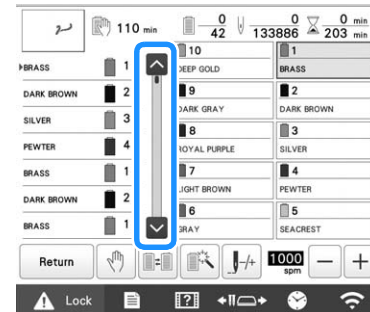 110 min
0
42
0
133886
0 min
203 min
BRASS 1
DARK BROWN 2
SILVER 3
PEWTER 4
BRASS 1
DARK BROWN 2
BRASS 1
10
DEEP GOLD
9
DARK GRAY
8
ROYAL PURPLE
7
LIGHT BROWN
6
GRAY
1
BRASS
2
DARK BROWN
3
SILVER
4
PEWTER
5
SEACREST
Return
-/+
1000
spm
−
+
Lock
?